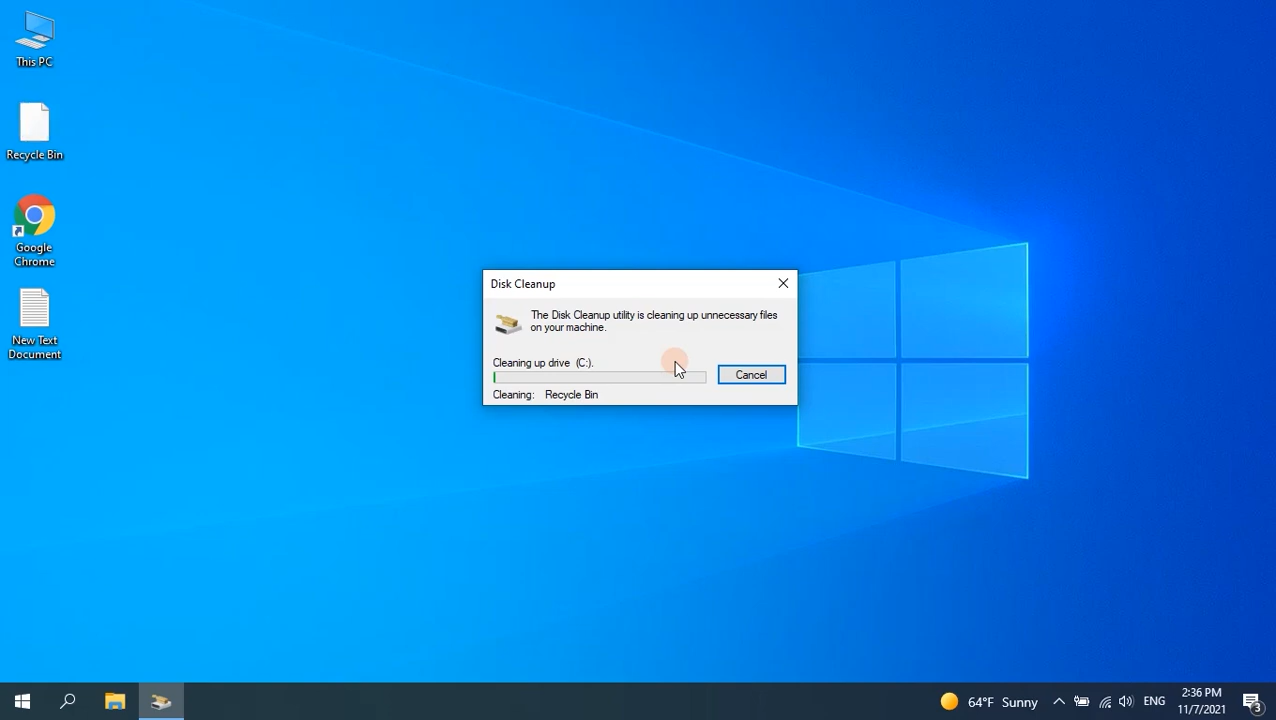 This PC
Recycle Bin
Google
Chrome
New Text
Document
Disk Cleanup
The Disk Cleanup utility is cleaning up unnecessary files
on your machine.
Cleaning up drive (C:).
Cancel
Cleaning: Recycle Bin
64°F Sunny
ENG
2:36 PM
11/7/2021
3